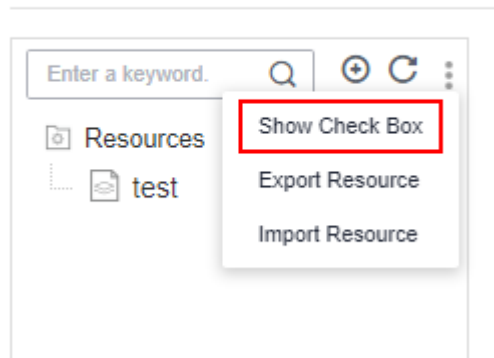 Enter a keyword.
Resources
test
Show Check Box
Export Resource
Import Resource